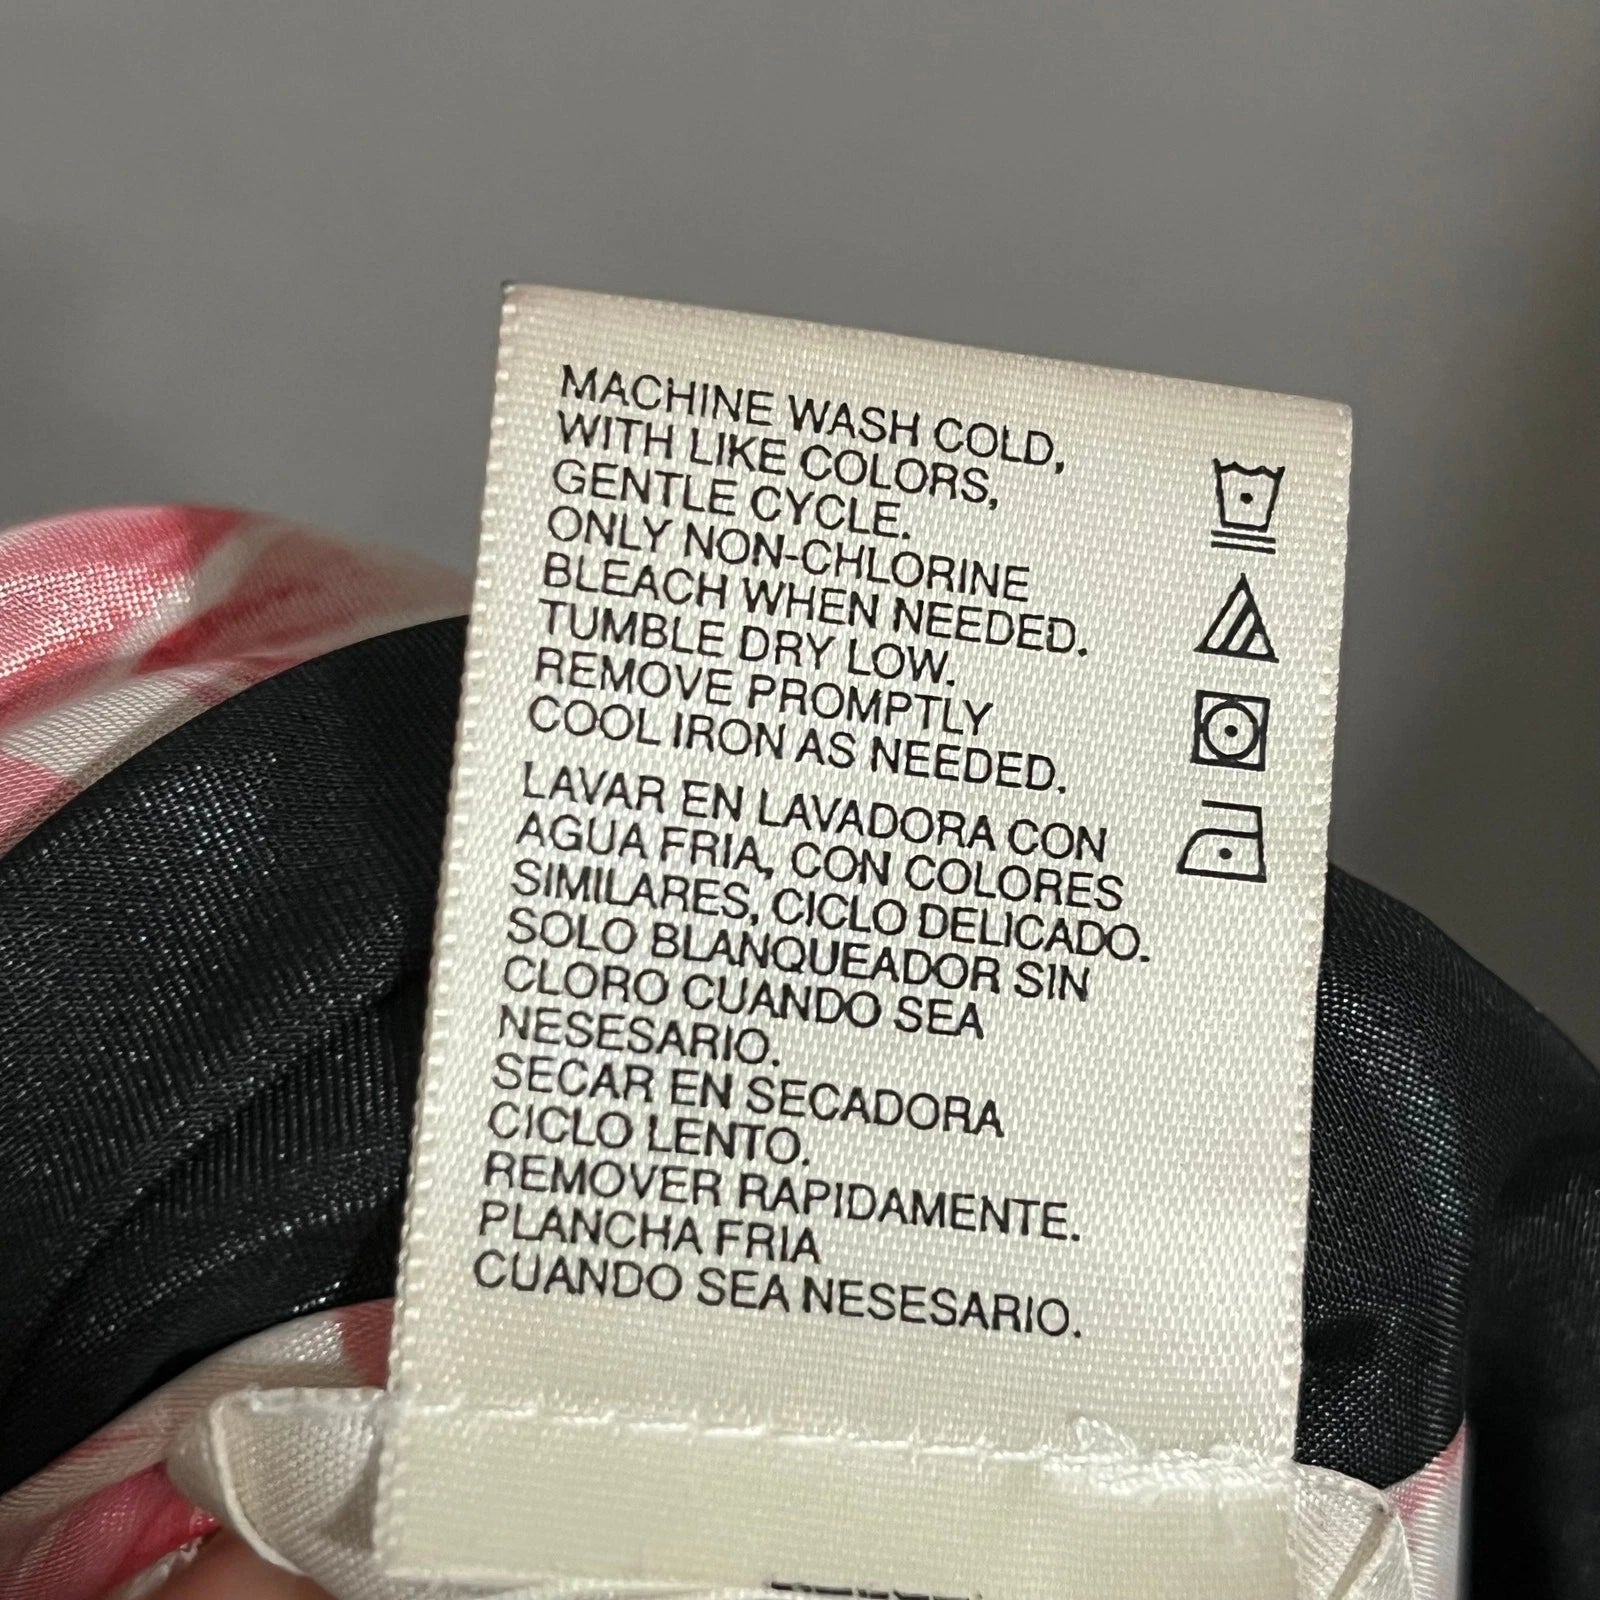 MACHINE WASH COLD,
WITH LIKE COLORS,
GENTLE CYCLE.
ONLY NON-CHLORINE
BLEACH WHEN NEEDED.
TUMBLE DRY LOW.
REMOVE PROMPTLY
COOL IRON AS NEEDED.
LAVAR EN LAVADORA CON
AGUA FRIA, CON COLORES
SIMILARES, CICLO DELICADO.
SOLO BLANQUEADOR SIN
CLORO CUANDO SEA
NESESARIO.
SECAR EN SECADORA
CICLO LENTO.
REMOVER RAPIDAMENTE.
PLANCHA FRIA
CUANDO SEA NESESARIO.